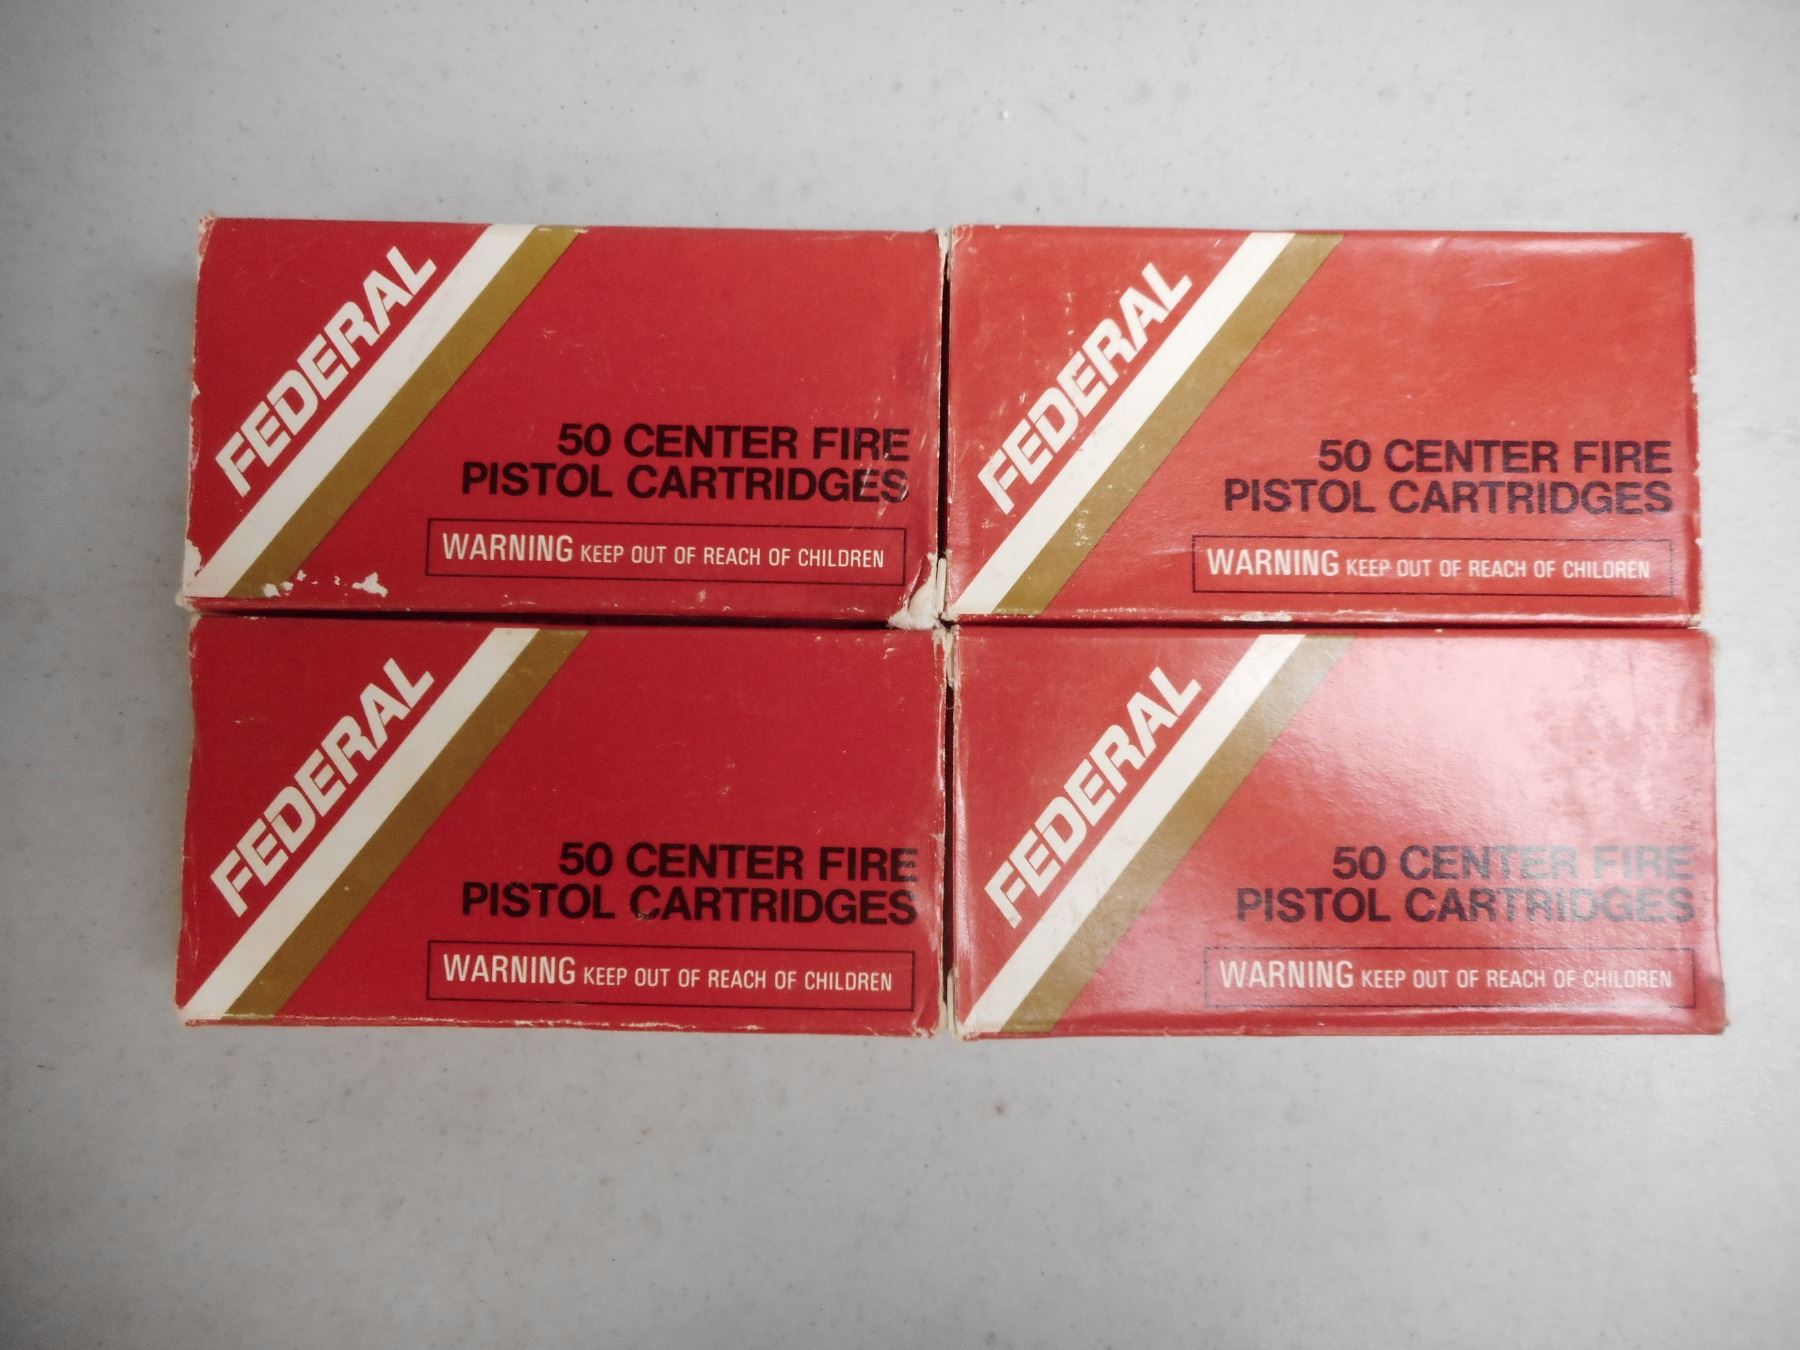 FEDERAL
50 CENTER FIRE
PISTOL CARTRIDGES
WARNING KEEP OUT OF REACH OF CHILDREN
FEDERAL
50 CENTER FIRE
PISTOL CARTRIDGES
WARNING KEEP OUT OF REACH OF CHILDREN
FEDERAL
50 CENTER FIRE
PISTOL CARTRIDGES
WARNING KEEP OUT OF REACH OF CHILDREN
FEDERAL
50 CENTER FIRE
PISTOL CARTRIDGES
WARNING KEEP OUT OF REACH OF CHILDREN